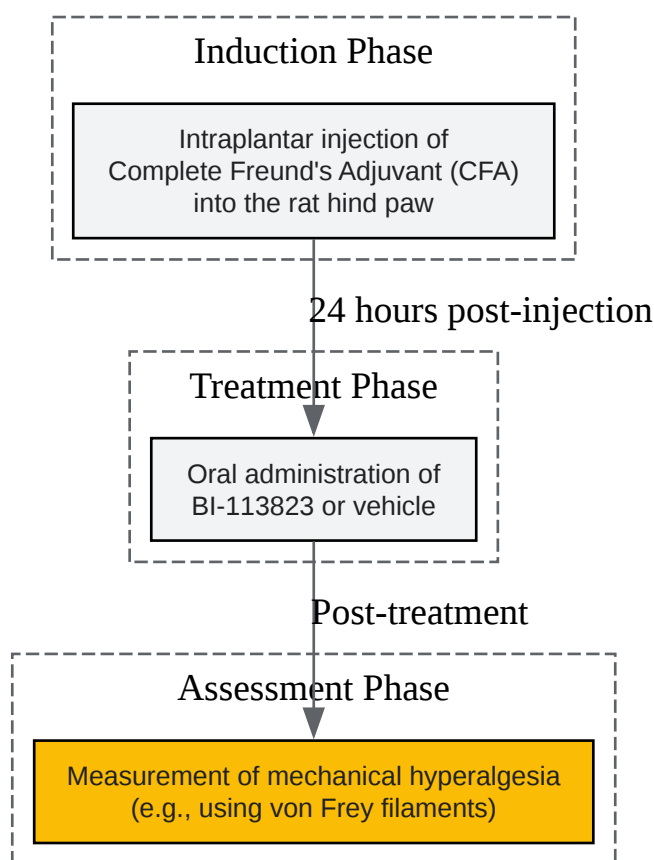 Induction Phase
Intraplantar injection of
Complete Freund's Adjuvant (CFA)
into the rat hind paw
24 hours post-injection
Treatment Phase
Oral administration of
BI-113823 or vehicle
Post-treatment
Assessment Phase
Measurement of mechanical hyperalgesia
(e.g., using von Frey filaments)